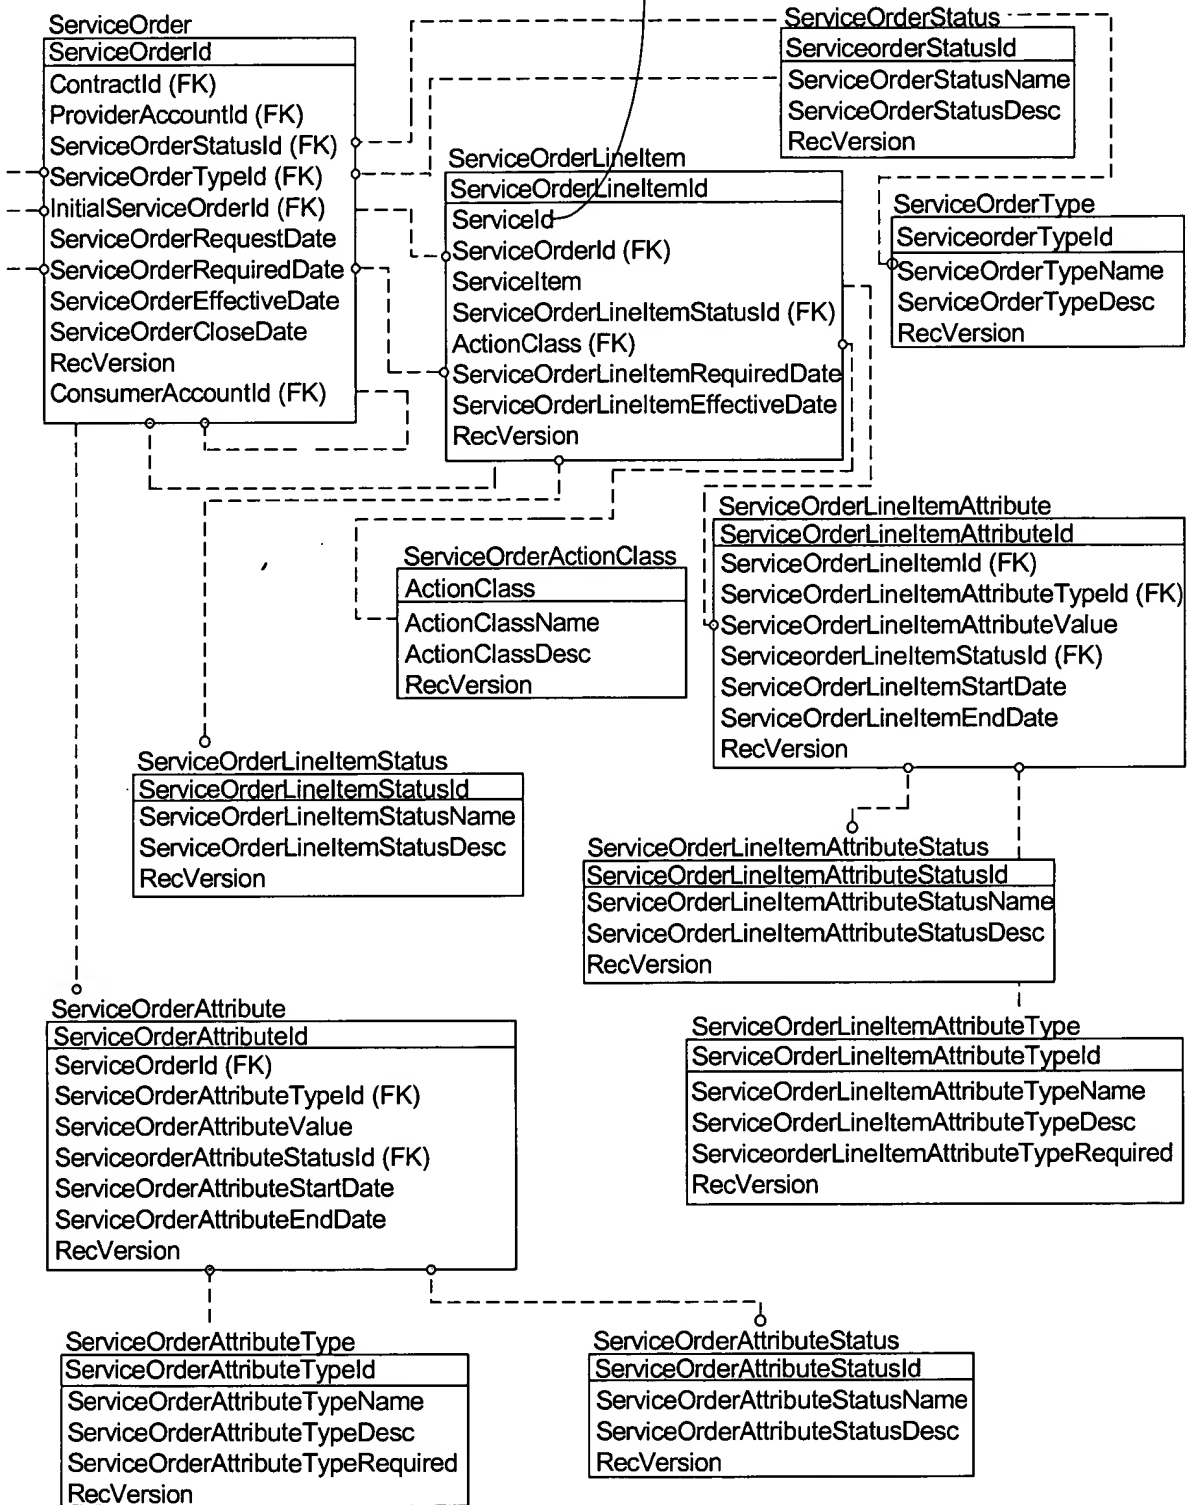 ServiceOrder
ServiceOrderId
ContractId (FK)
ProviderAccountId (FK)
ServiceOrderStatusId (FK)
ServiceOrderTypeId (FK)
InitialServiceOrderId (FK)
ServiceOrderRequestDate
ServiceOrderRequiredDate
ServiceOrderEffectiveDate
ServiceOrderCloseDate
RecVersion
ConsumerAccountId (FK)
ServiceOrderStatus
ServiceorderStatusId
ServiceOrderStatusName
ServiceOrderStatusDesc
RecVersion
ServiceOrderLineItem
ServiceOrderLineItemId
ServiceId
ServiceOrderId (FK)
ServiceItem
ServiceOrderLineItemStatusId (FK)
ActionClass (FK)
ServiceOrderLineItemRequiredDate
ServiceOrderLineItemEffectiveDate
RecVersion
ServiceOrderType
ServiceorderTypeId
ServiceOrderTypeName
ServiceOrderTypeDesc
RecVersion
ServiceOrderActionClass
ActionClass
ActionClassName
ActionClassDesc
RecVersion
ServiceOrderLineItemAttribute
ServiceOrderLineItemAttributeId
ServiceOrderLineItemId (FK)
ServiceOrderLineItemAttributeTypeId (FK)
ServiceOrderLineItemAttributeValue
ServiceorderLineItemStatusId (FK)
ServiceOrderLineItemStartDate
ServiceOrderLineItemEndDate
RecVersion
ServiceOrderLineItemStatus
ServiceOrderLineItemStatusId
ServiceOrderLineItemStatusName
ServiceOrderLineItemStatusDesc
RecVersion
ServiceOrderLineItemAttributeStatus
ServiceOrderLineItemAttributeStatusId
ServiceOrderLineItemAttributeStatusName
ServiceOrderLineItemAttributeStatusDesc
RecVersion
ServiceOrderAttribute
ServiceOrderAttributeId
ServiceOrderId (FK)
ServiceOrderAttributeTypeId (FK)
ServiceOrderAttributeValue
ServiceorderAttributeStatusId (FK)
ServiceOrderAttributeStartDate
ServiceOrderAttributeEndDate
RecVersion
ServiceOrderLineItemAttributeType
ServiceOrderLineItemAttributeTypeId
ServiceOrderLineItemAttributeTypeName
ServiceOrderLineItemAttributeTypeDesc
ServiceorderLineItemAttributeTypeRequired
RecVersion
ServiceOrderAttributeType
ServiceOrderAttributeTypeId
ServiceOrderAttributeTypeName
ServiceOrderAttributeTypeDesc
ServiceOrderAttributeTypeRequired
RecVersion
ServiceOrderAttributeStatus
ServiceOrderAttributeStatusId
ServiceOrderAttributeStatusName
ServiceOrderAttributeStatusDesc
RecVersion